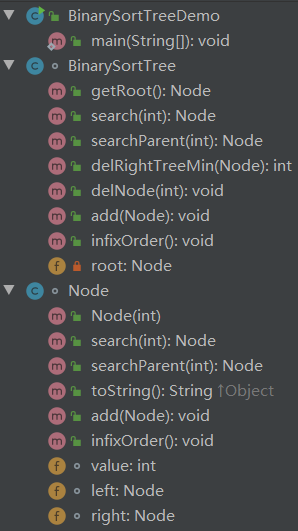 BinarySortTreeDemo
main(String[]): void
BinarySortTree
getRoot(): Node
search(int): Node
searchParent(int): Node
delRightTreeMin(Node): int
delNode(int): void
add(Node): void
infixOrder(): void
root: Node
Node
Node(int)
search(int): Node
searchParent(int): Node
toString(): String ↑Object
add(Node): void
infixOrder(): void
value: int
left: Node
right: Node